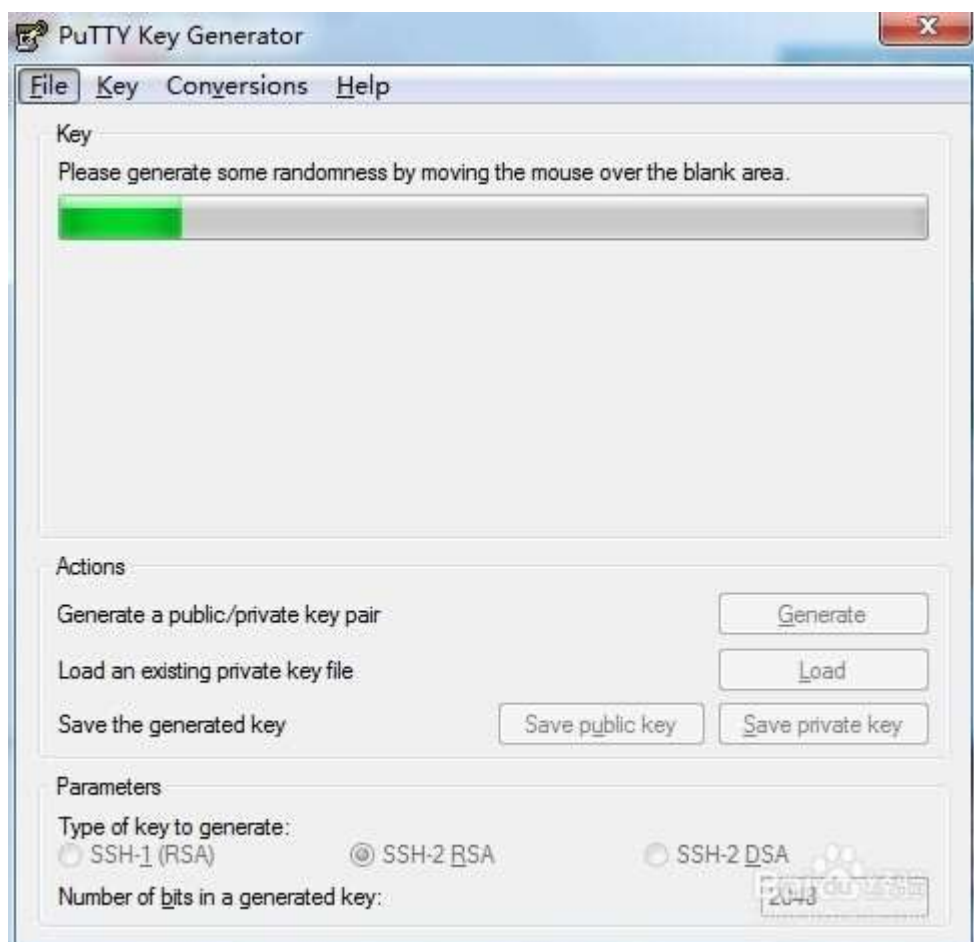 PuTTY Key Generator
File Key Conversions Help
Key
Please generate some randomness by moving the mouse over the blank area.
Actions
Generate a public/private key pair Generate
Load an existing private key file Load
Save the generated key Save public key Save private key
Parameters
Type of key to generate:
SSH-1 (RSA) SSH-2 RSA SSH-2 DSA
Number of bits in a generated key: